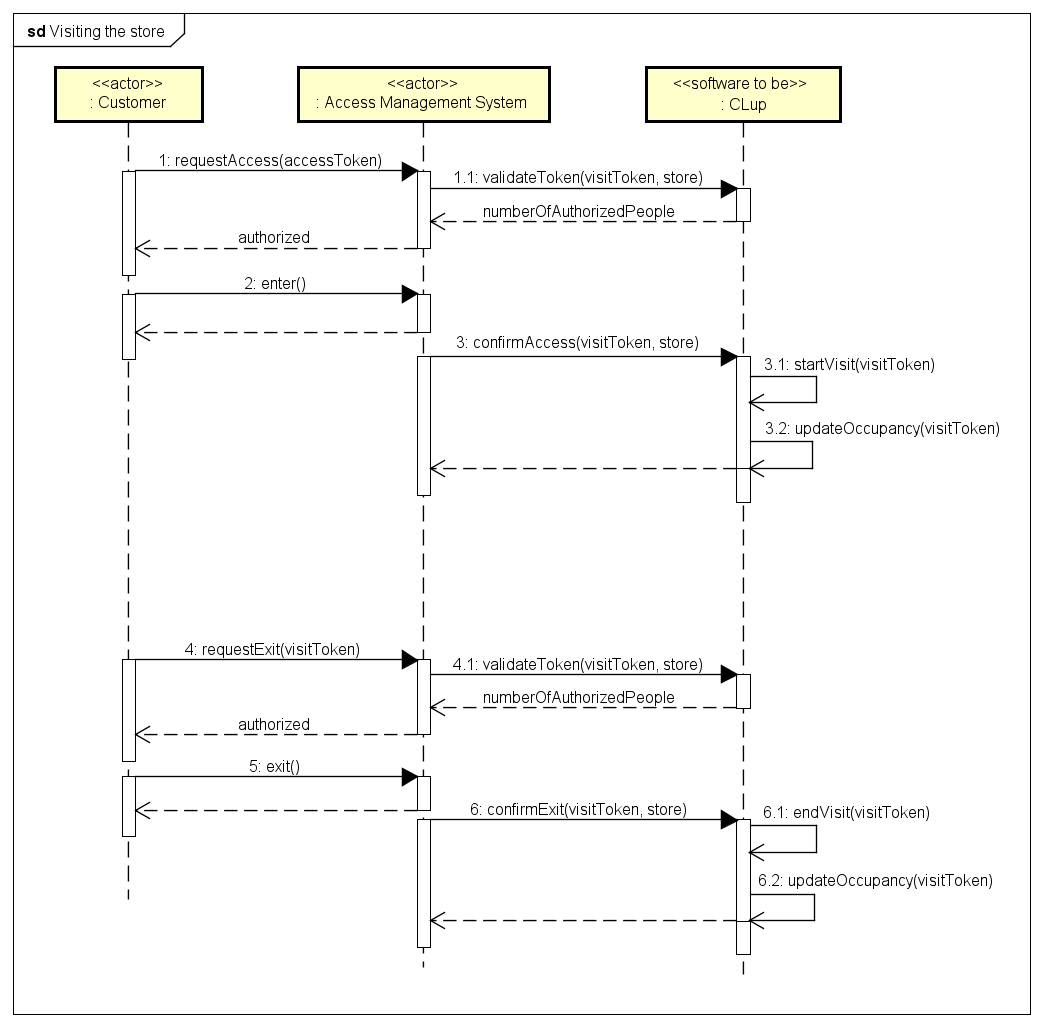 sd Visiting the store
<<actor>>
: Customer
<<actor>>
: Access Management System
<<software to be>>
: CLup
1: requestAccess(accessToken)
1.1: validateToken(visitToken, store)
numberOfAuthorizedPeople
authorized
2: enter()
3: confirmAccess(visitToken, store)
3.1: startVisit(visitToken)
3.2: updateOccupancy(visitToken)
4: requestExit(visitToken)
4.1: validateToken(visitToken, store)
numberOfAuthorizedPeople
authorized
5: exit()
6: confirmExit(visitToken, store)
6.1: endVisit(visitToken)
6.2: updateOccupancy(visitToken)